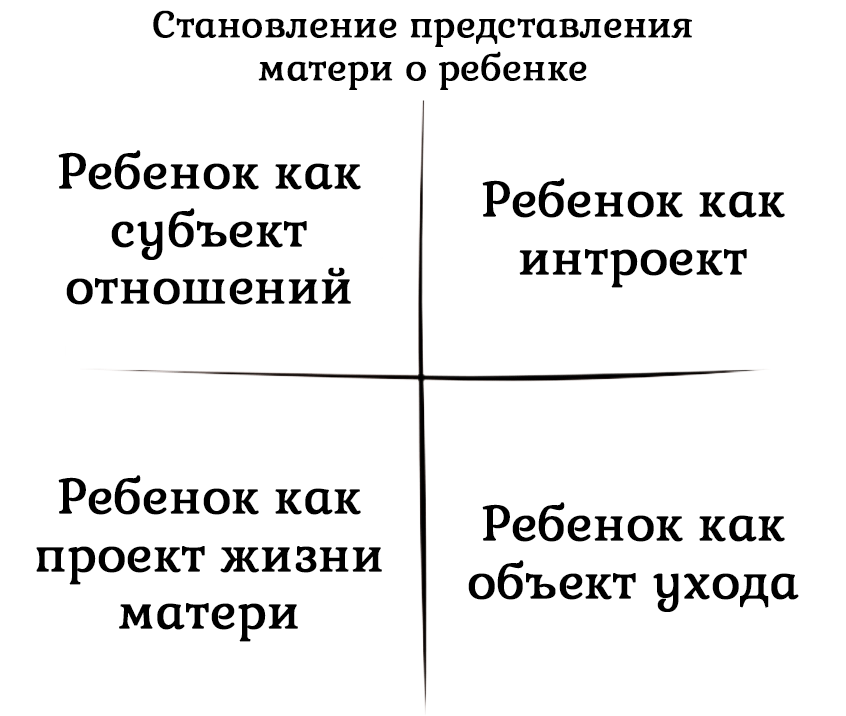 Становление представления
матери о ребенке
Ребенок как
субъект
отношений
Ребенок как
интроект
Ребенок как
проект жизни
матери
Ребенок как
объект ухода